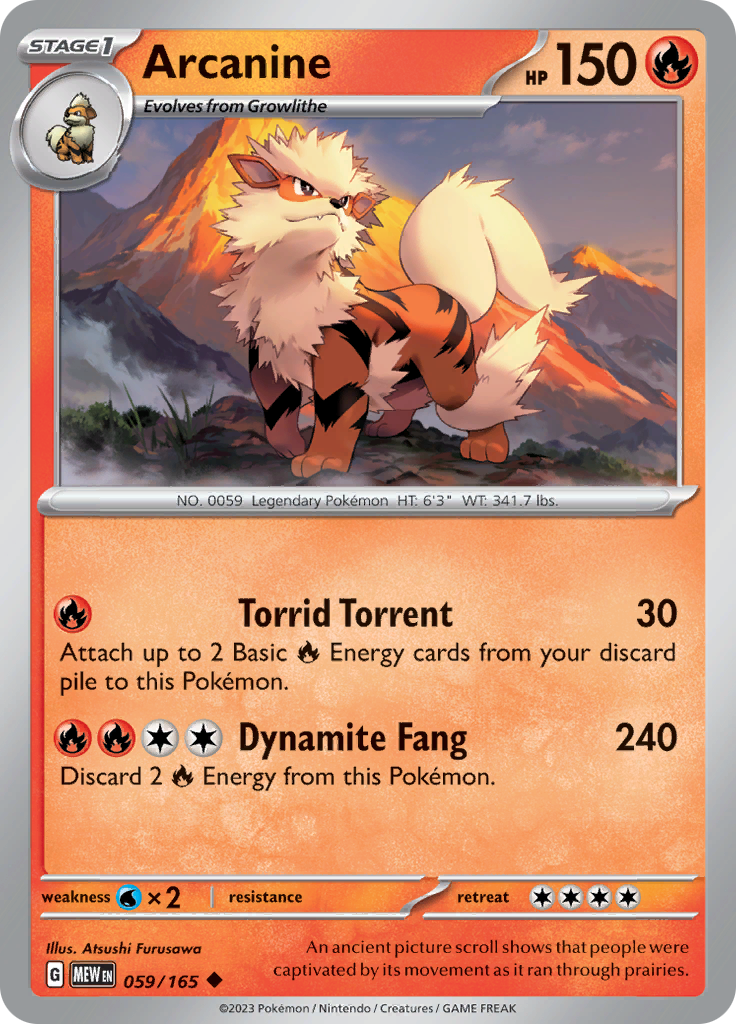 STAGE1
Arcanine
HP 150
Evolves from Growlithe
NO. 0059 Legendary Pokémon HT: 6'3" WT: 341.7 lbs.
Torrid Torrent 30
Attach up to 2 Basic Energy cards from your discard
pile to this Pokémon.
Dynamite Fang 240
Discard 2 Energy from this Pokémon.
weakness ×2 resistance retreat
Illus. Atsushi Furusawa
G MEW EN 059/165
An ancient picture scroll shows that people were
captivated by its movement as it ran through prairies.
©2023 Pokémon / Nintendo / Creatures / GAME FREAK